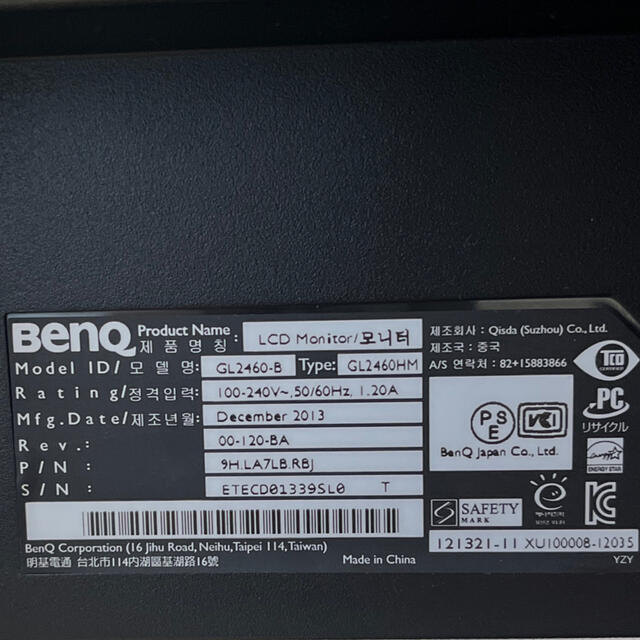 BenQ
Product Name
제 품 명 칭 :
LCD Monitor/모니터
Model ID/모 델 명:
GL2460-B
Type:
GL2460HM
Rating/정격입력:
100-240V~,50/60Hz, 1.20A
Mfg.Date/제조년월:
December 2013
Rev. :
00-120-BA
P/N :
9H.LA7LB.RBJ
S/N :
ETECD01339SL0 T
BenQ Corporation (16 Jihu Road, Neihu,Taipei 114,Taiwan)
明基電通 台北市114内湖區基湖路16號
Made in China
제조회사 : Qisda (Suzhou) Co., Ltd.
제조국 : 중국
A/S 연락처 : 82+15883866
TCO
PS
E
VCCI
BenQ Japan Co., Ltd.
PC
リサイクル
ENERGY STAR
S
SAFETY
MARK
121321-11 XU100008-12035
YZY